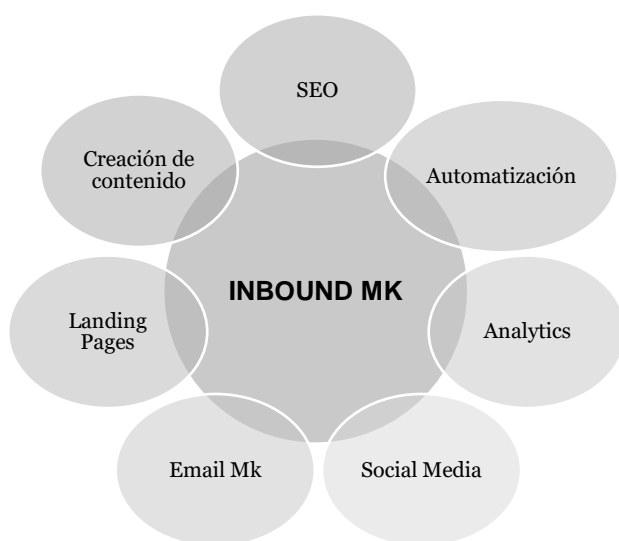 SEO
Creación de
contenido
Automatización
INBOUND MK
Landing
Pages
Analytics
Email Mk
Social Media